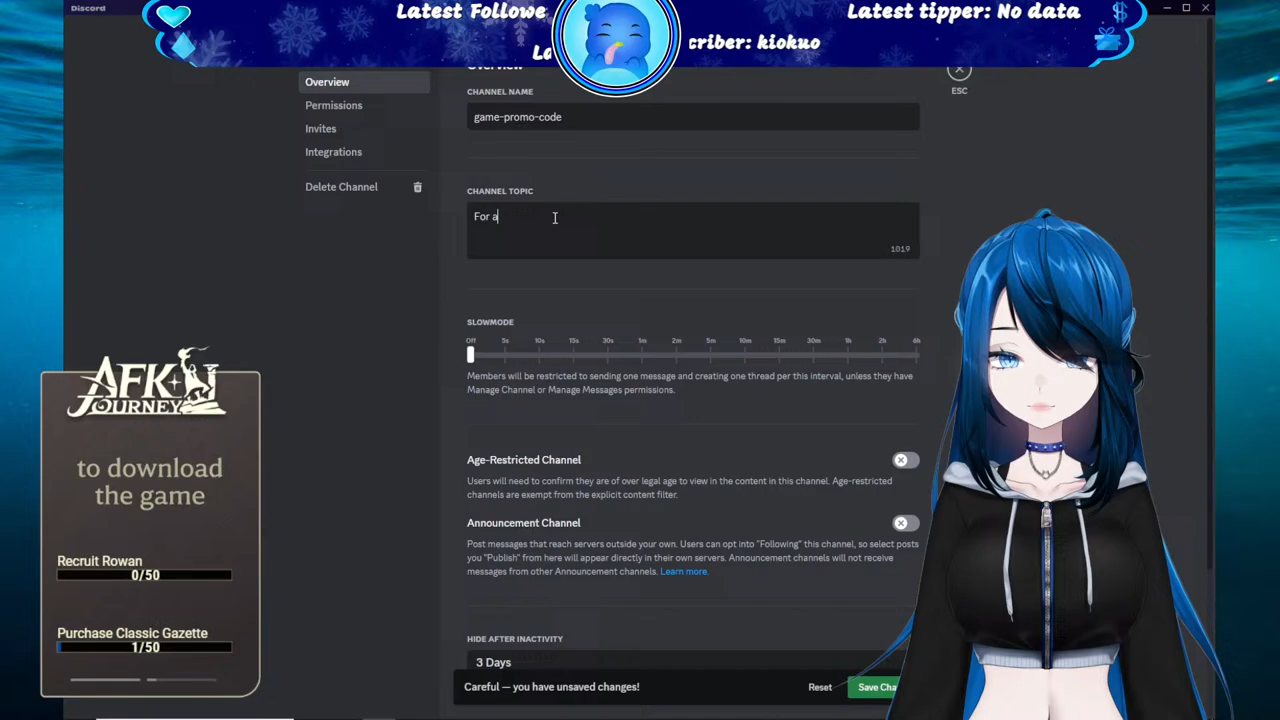 Discord
Latest Followe
Latest tipper: No data
La
criber: kiokuo
Overview
Overview
ESC
CHANNEL NAME
Permissions
game-promo-code
Invites
Integrations
Delete Channel
CHANNEL TOPIC
For a
1019
SLOWMODE
Off 5s 10s 15s 30s 1m 2m 5m 10m 15m 30m 1h 2h 6h
Members will be restricted to sending one message and creating one thread per this interval, unless they have
Manage Channel or Manage Messages permissions.
AFK
JOURNEY
to download
the game
Recruit Rowan
0/50
Purchase Classic Gazette
1/50
Age-Restricted Channel
Users will need to confirm they are of over legal age to view in the content in this channel. Age-restricted
channels are exempt from the explicit content filter.
Announcement Channel
Post messages that reach servers outside your own. Users can opt into "Following" this channel, so select posts
you "Publish" from here will appear directly in their own servers. Announcement channels will not receive
messages from other Announcement channels. Learn more.
HIDE AFTER INACTIVITY
3 Days
Careful — you have unsaved changes!
Reset
Save Cha